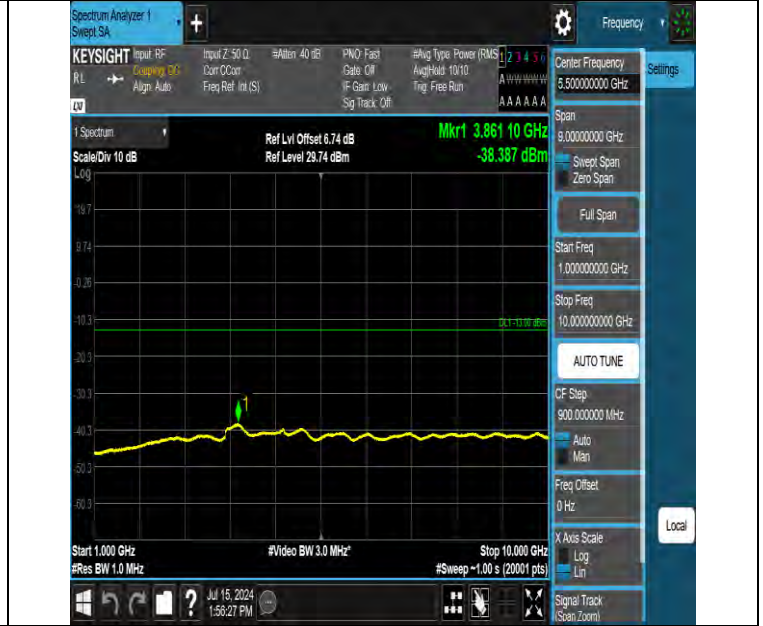 Spectrum Analyzer 1
Swept SA
+
Frequency
KEYSIGHT
RL
Input: RF
Coupling: DC
Align: Auto
Input Z: 50 Ω
Corr CCorr
Freq Ref: Int (S)
#Atten: 40 dB
PNO: Fast
Gate: Off
IF Gain: Low
Sig Track: Off
#Avg Type: Power (RMS
Avg|Hold: 10/10
Trig: Free Run
1 2 3 4 5 6
A W W W W W
A A A A A A
LXI
1 Spectrum
Scale/Div 10 dB
Log
Ref Lvl Offset 6.74 dB
Ref Level 29.74 dBm
Mkr1 3.861 10 GHz
-38.387 dBm
19.7
9.74
-0.26
-10.3
-20.3
-30.3
-40.3
-50.3
-60.3
DL1 -13.00 dBm
1
Start 1.000 GHz
#Res BW 1.0 MHz
#Video BW 3.0 MHz*
Stop 10.000 GHz
#Sweep ~1.00 s (20001 pts)
Center Frequency
5.500000000 GHz
Settings
Span
9.00000000 GHz
Swept Span
Zero Span
Full Span
Start Freq
1.000000000 GHz
Stop Freq
10.000000000 GHz
AUTO TUNE
CF Step
900.000000 MHz
Auto
Man
Freq Offset
0 Hz
X Axis Scale
Log
Lin
Signal Track
(Span Zoom)
Local
?
Jul 15, 2024
1:56:27 PM